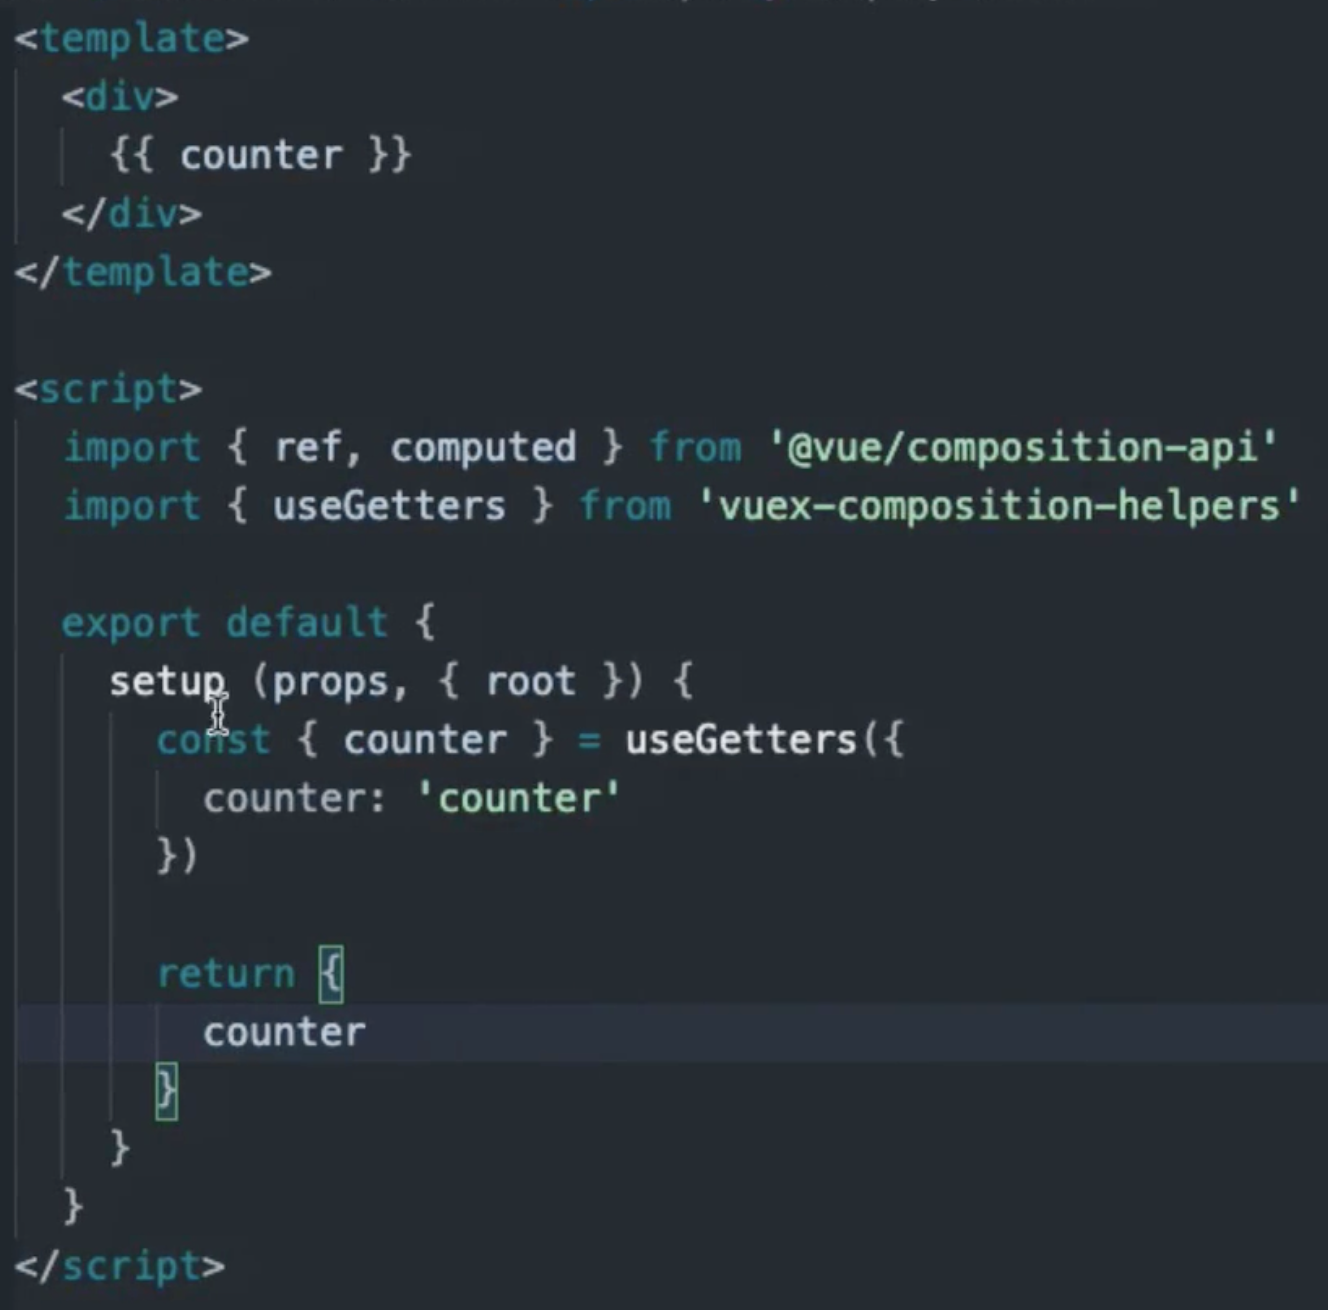 <template>
  <div>
    {{ counter }}
  </div>
</template>

<script>
  import { ref, computed } from '@vue/composition-api'
  import { useGetters } from 'vuex-composition-helpers'

  export default {
    setup (props, { root }) {
      const { counter } = useGetters({
        counter: 'counter'
      })

      return {
        counter
      }
    }
  }
</script>